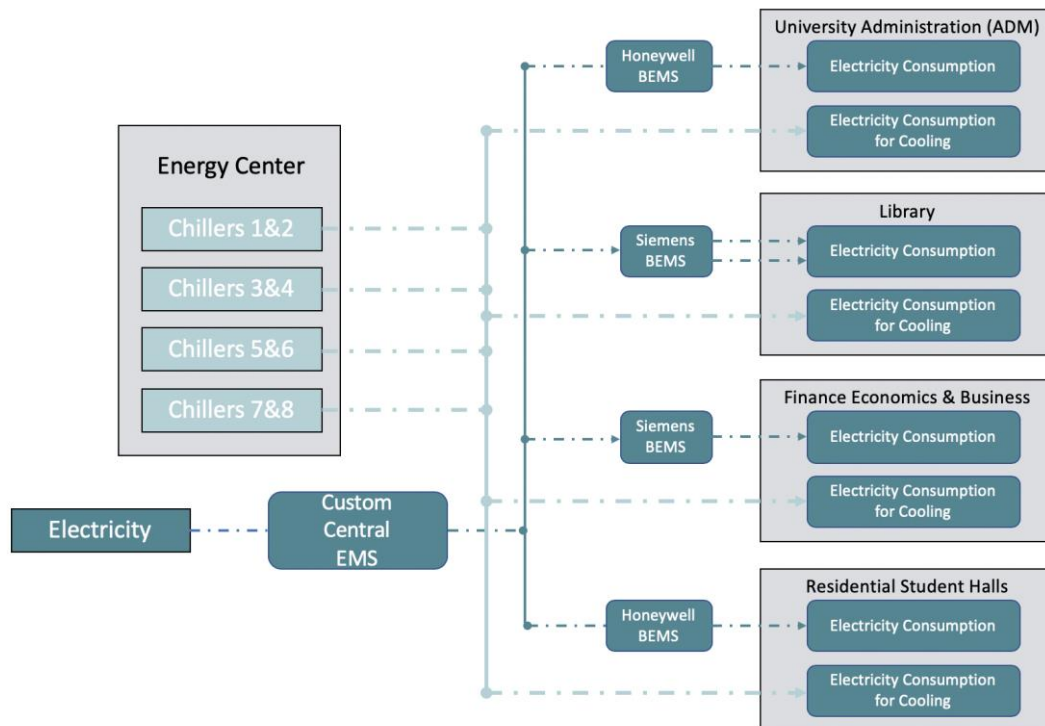 University Administration (ADM)
Honeywell
BEMS
Electricity Consumption
Electricity Consumption
for Cooling
Energy Center
Chillers 1&2
Chillers 3&4
Chillers 5&6
Chillers 7&8
Library
Siemens
BEMS
Electricity Consumption
Electricity Consumption
for Cooling
Finance Economics & Business
Siemens
BEMS
Electricity Consumption
Electricity Consumption
for Cooling
Electricity
Custom
Central
EMS
Residential Student Halls
Honeywell
BEMS
Electricity Consumption
Electricity Consumption
for Cooling